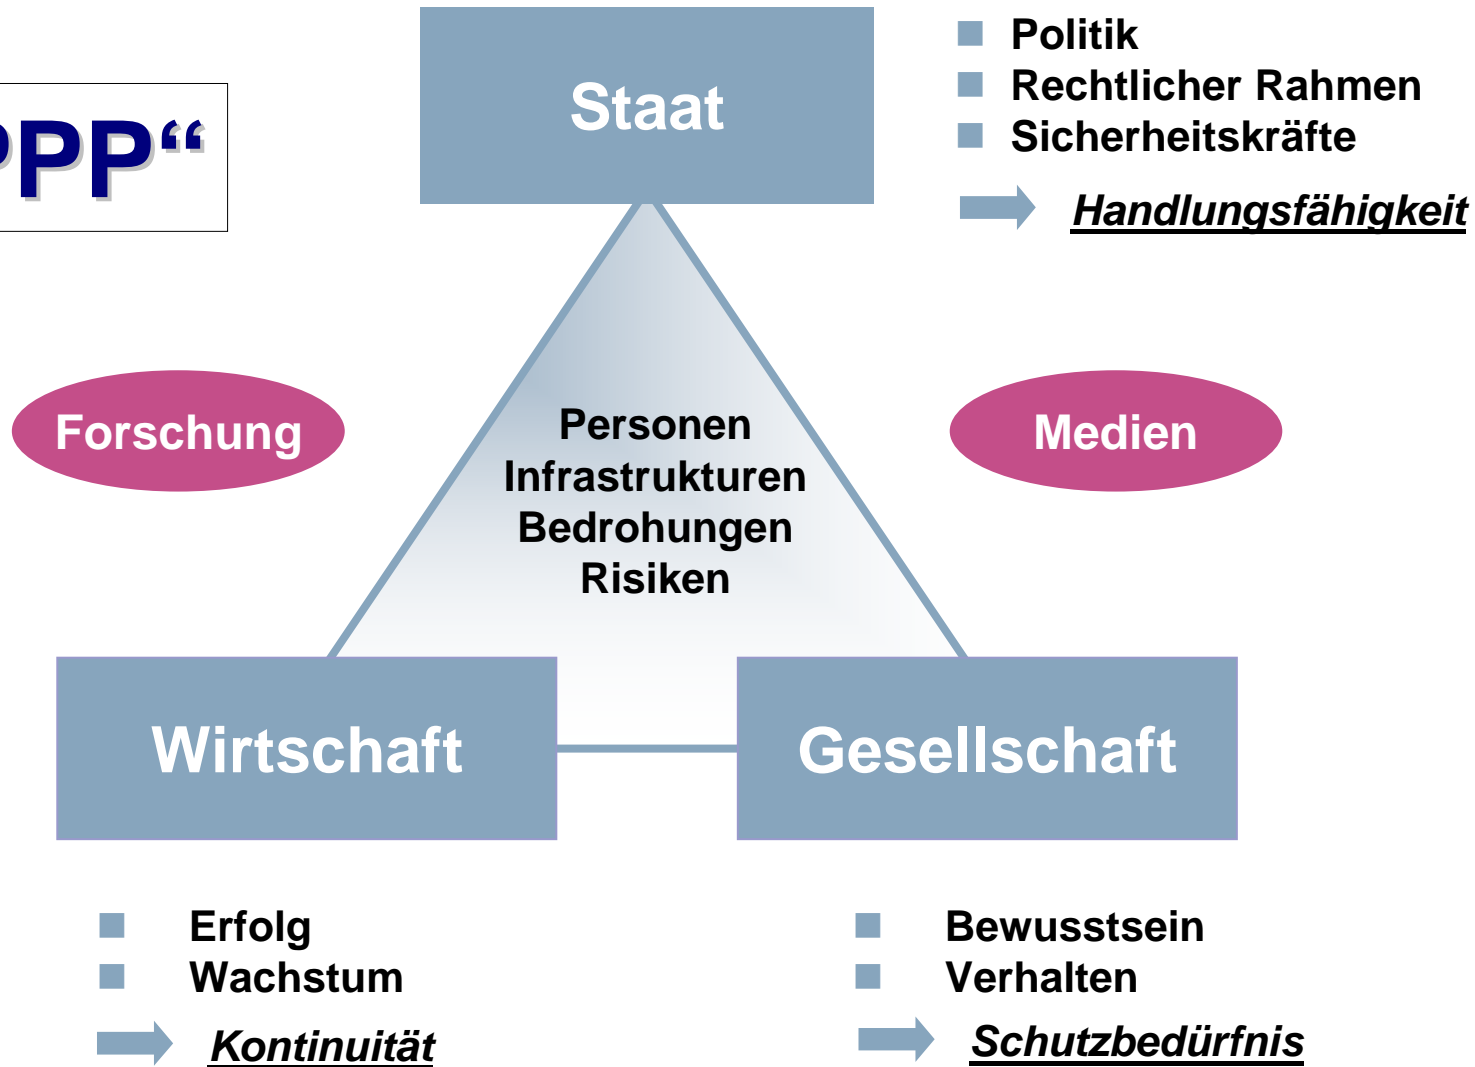 PPP“
Staat
Politik
Rechtlicher Rahmen
Sicherheitskräfte
Handlungsfähigkeit
Forschung
Personen
Infrastrukturen
Bedrohungen
Risiken
Medien
Wirtschaft
Gesellschaft
Erfolg
Wachstum
Kontinuität
Bewusstsein
Verhalten
Schutzbedürfnis